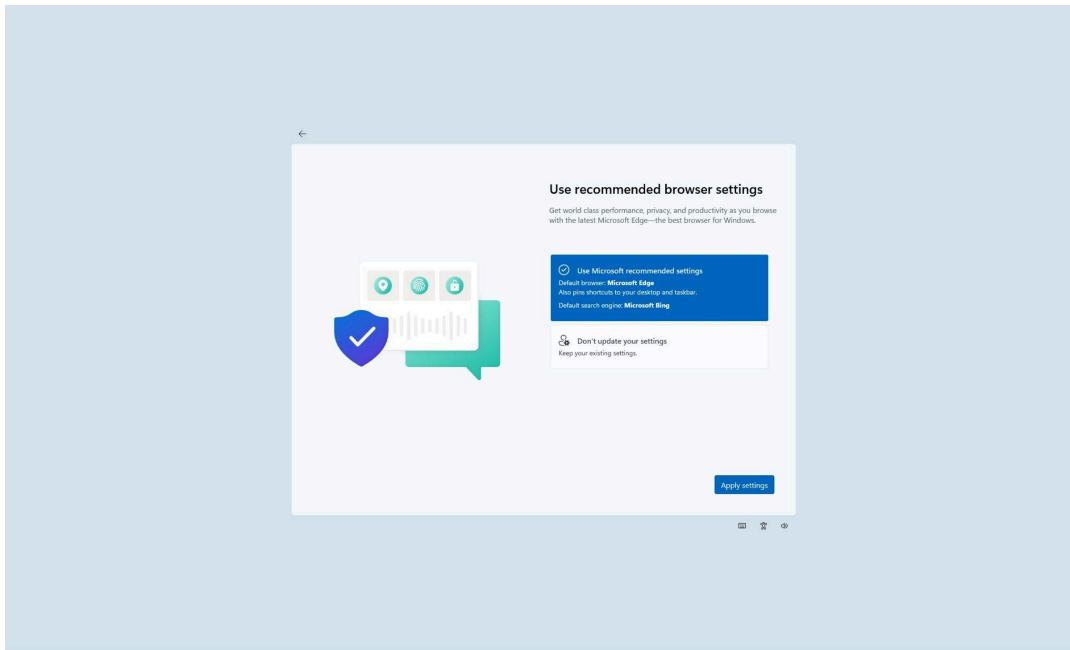 Use recommended browser settings
Get world class performance, privacy, and productivity as you browse
with the latest Microsoft Edge—the best browser for Windows.
Use Microsoft recommended settings
Default browser: Microsoft Edge
Also pins shortcuts to your desktop and taskbar.
Default search engine: Microsoft Bing
Don't update your settings
Keep your existing settings.
Apply settings